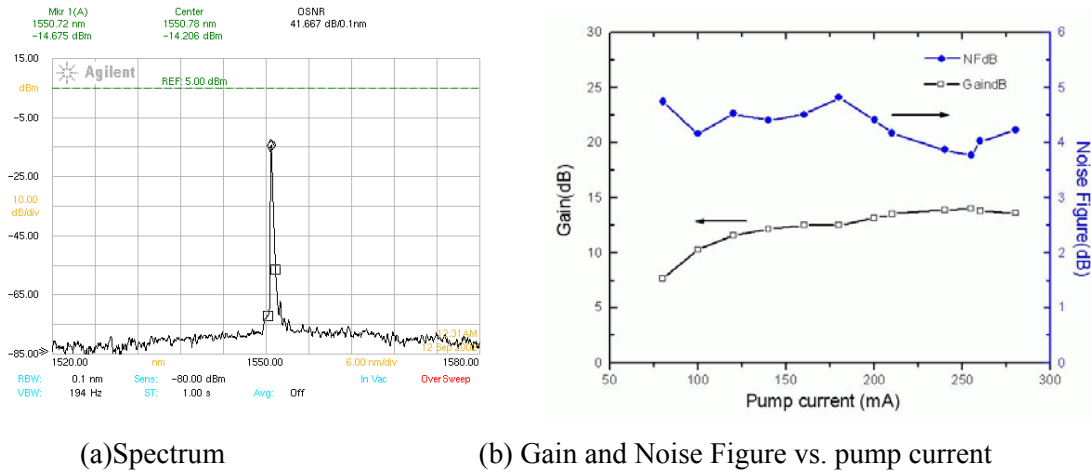 Mkr 1(A)
1550.72 nm
-14.675 dBm
Center
1550.78 nm
-14.206 dBm
OSNR
41.667 dB/0.1nm
15.00
dBm
-5.00
-25.00
10.00
dB/div
-45.00
-65.00
-85.00
Agilent
REF: 5.00 dBm
12:31AM
1520.00
nm
1550.00
6.00 nm/div
1580.00
RBW: 0.1 nm Sens: -80.00 dBm In Vac OverSweep
VBW: 194 Hz ST: 1.00 s Avg: Off
(a)Spectrum
30
25
20
15
10
5
0
Gain(dB)
NFdB
GaindB
6
5
4
3
2
1
0
Noise Figure(dB)
50 100 150 200 250 300
Pump current (mA)
(b) Gain and Noise Figure vs. pump current